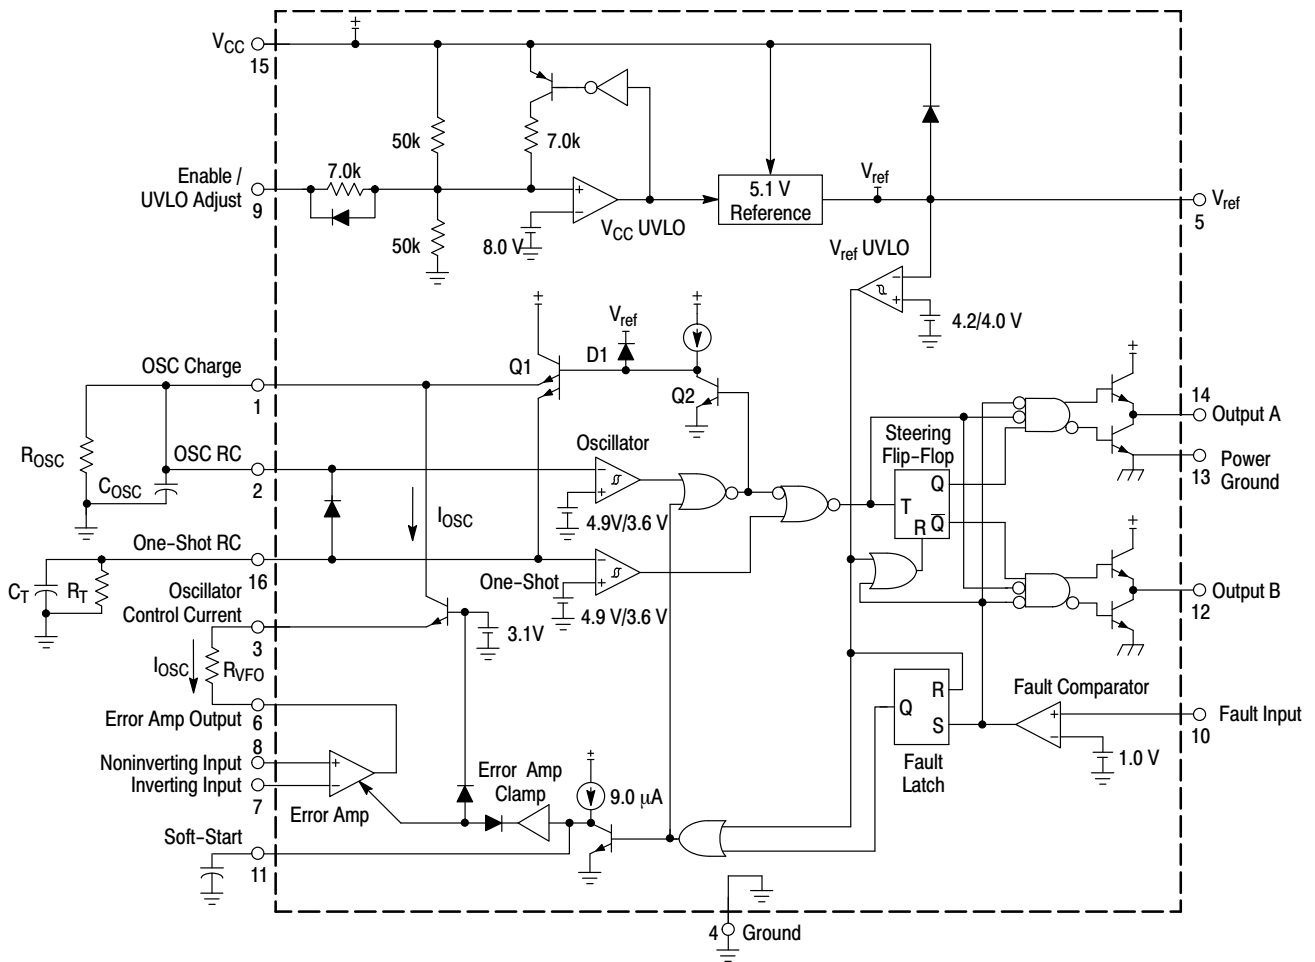 VCC
15
50k
7.0k
Enable /
UVLO Adjust
9
7.0k
50k
8.0 V
VCC UVLO
5.1 V
Reference
Vref
Vref
5
Vref UVLO
4.2/4.0 V
OSC Charge
1
Q1
Vref
D1
Q2
ROSC
COSC
OSC RC
2
IOSC
Oscillator
4.9V/3.6 V
One-Shot RC
16
CT
RT
One-Shot
4.9 V/3.6 V
Oscillator
Control Current
3
3.1V
IOSC
RVFO
Error Amp Output
6
8
Noninverting Input
Inverting Input
7
Error Amp
Error Amp
Clamp
9.0 µA
Soft-Start
11
Steering
Flip-Flop
T
Q
Q̅
R
14
Output A
13
Power
Ground
Output B
12
Q
R
S
Fault
Latch
Fault Comparator
1.0 V
Fault Input
10
4
Ground